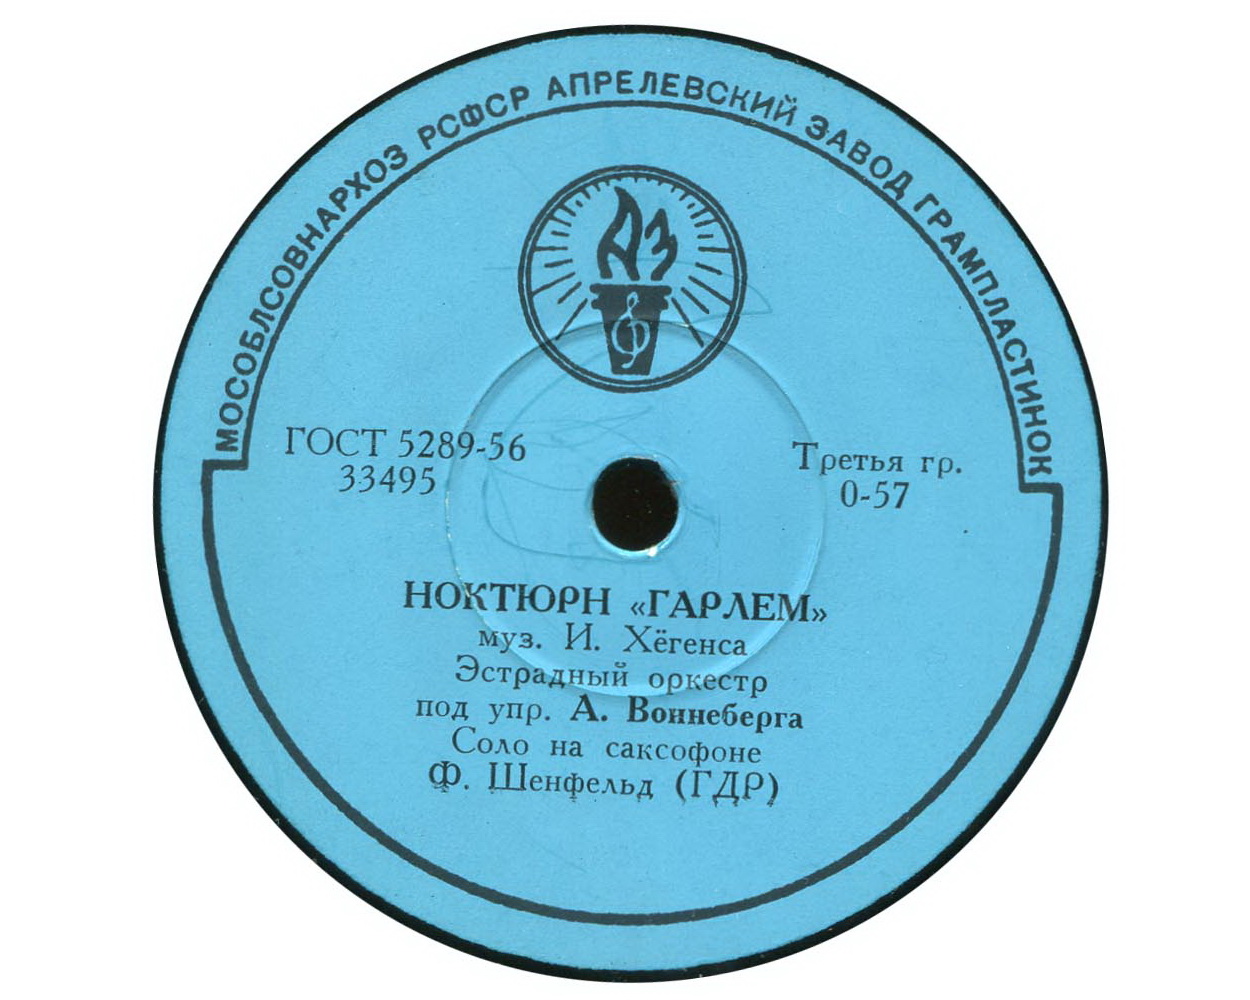 МОСОБЛСОВНАРХОЗ РСФСР АПРЕЛЕВСКИЙ ЗАВОД ГРАМПЛАСТИНОК
АЗ
ГОСТ 5289-56
33495
Третья гр.
0-57
НОКТЮРН «ГАРЛЕМ»
муз. И. Хёгенса
Эстрадный оркестр
под упр. А. Воннеберга
Соло на саксофоне
Ф. Шенфельд (ГДР)